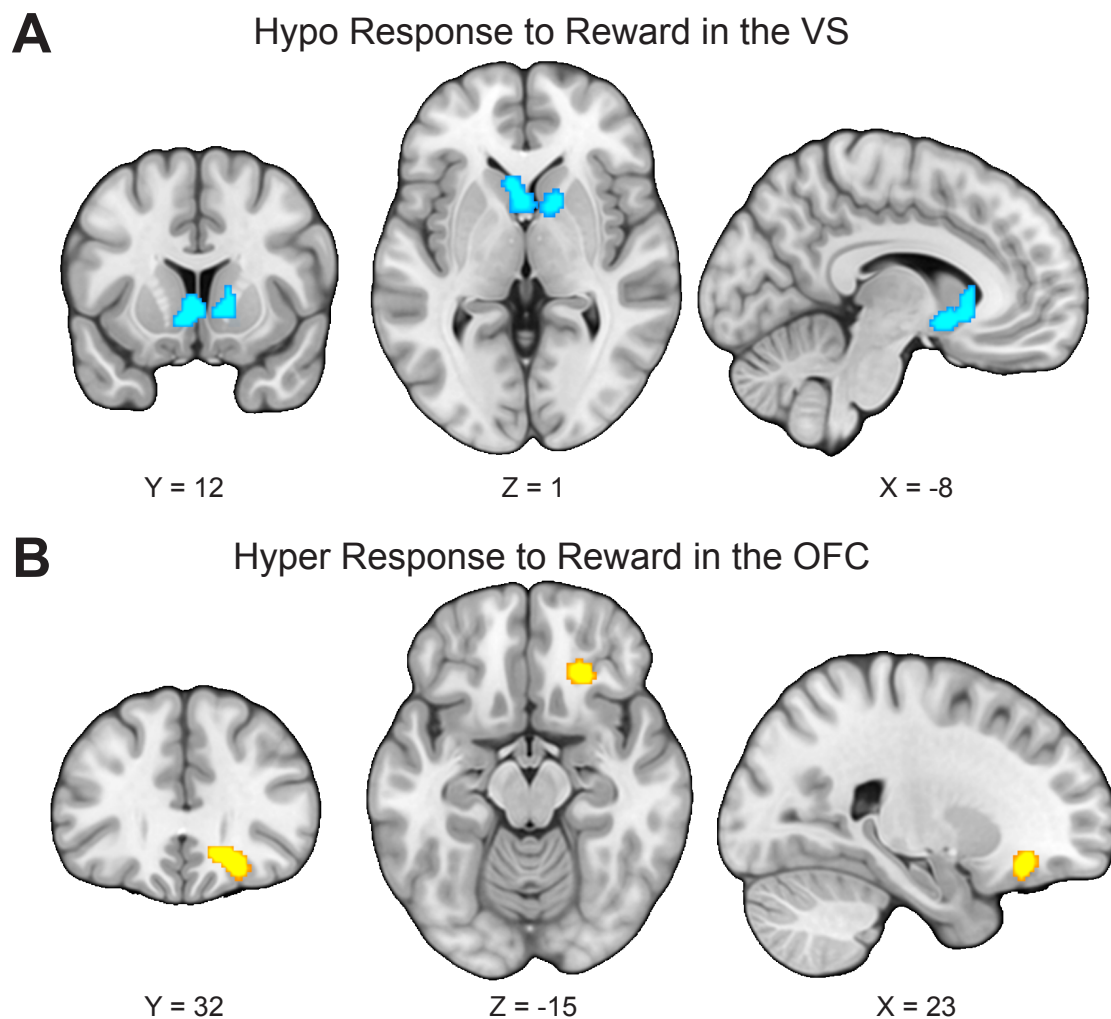 A
Hypo Response to Reward in the VS
Y = 12
Z = 1
X = -8
B
Hyper Response to Reward in the OFC
Y = 32
Z = -15
X = 23